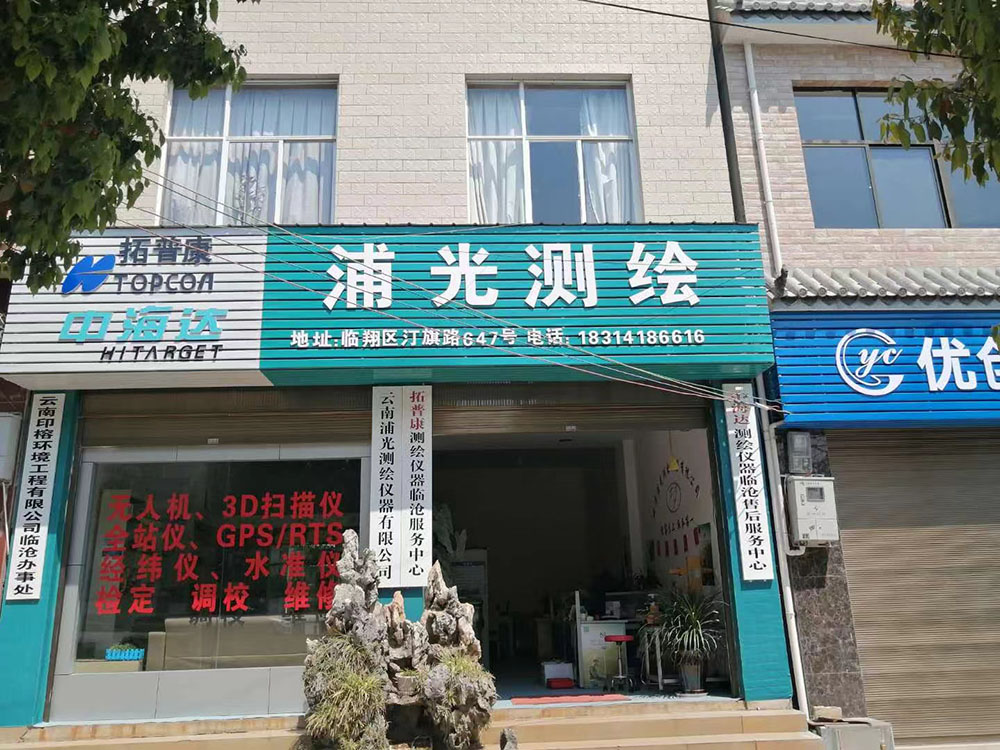 拓普康
TOPCON
中海达
HITARGET
浦光测绘
地址:临翔区汀旗路647号 电话: 18314186616
yc
优创
云南印榕环境工程有限公司临沧办事处
无人机、3D扫描仪
全站仪、GPS/RTS
经纬仪、水准仪
检定 调校 维修
云南浦光测绘仪器有限公司
拓普康测绘仪器临沧服务中心
中海达测绘仪器临沧售后服务中心